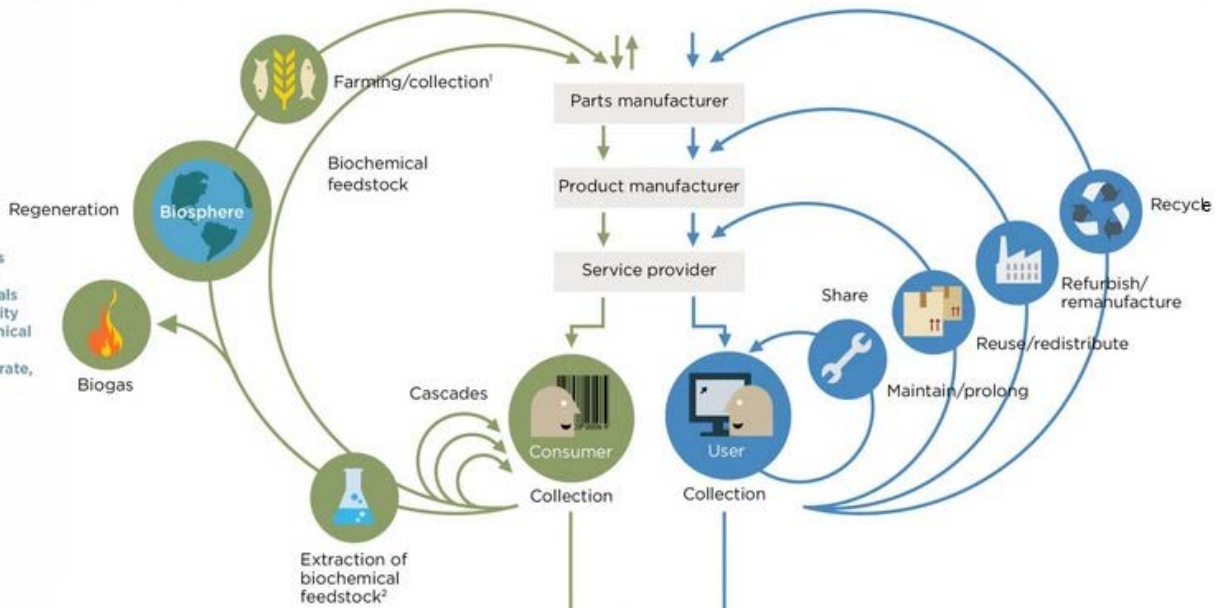 Farming/collection¹
Parts manufacturer
Biochemical
feedstock
Product manufacturer
Regeneration
Biosphere
Recycle
Service provider
Share
Refurbish/
remanufacture
Reuse/redistribute
Biogas
Cascades
Maintain/prolong
Consumer
User
Collection
Collection
Extraction of
biochemical
feedstock²